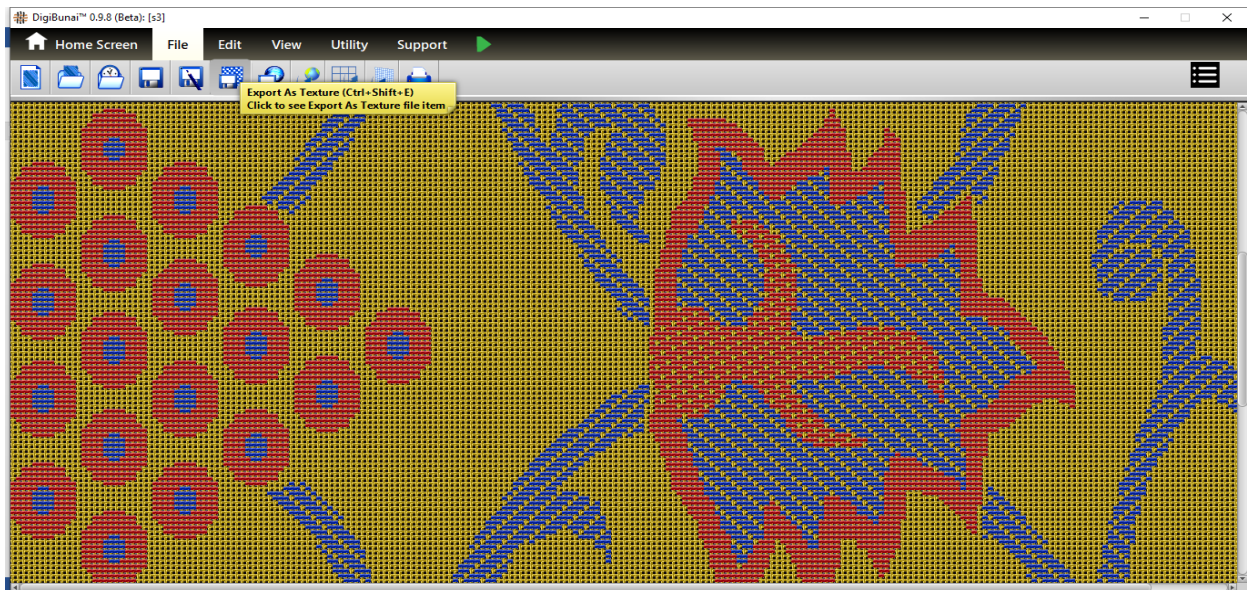 DigiBunai™ 0.9.8 (Beta): [s3]
Home Screen File Edit View Utility Support
Export As Texture (Ctrl+Shift+E)
Click to see Export As Texture file item